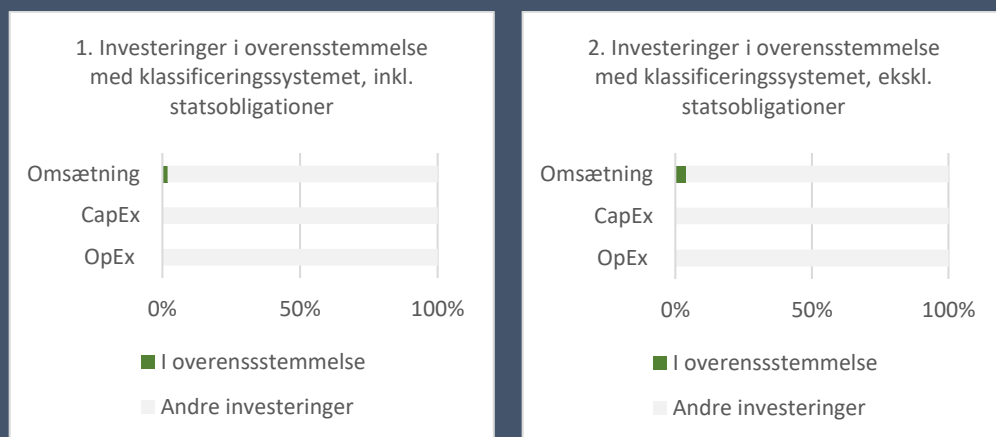 1. Investeringer i overensstemmelse
med klassificeringssystemet, inkl.
statsobligationer
Omsætning
CapEx
OpEx
0% 50% 100%
I overenssstemmelse
Andre investeringer
2. Investeringer i overensstemmelse
med klassificeringssystemet, ekskl.
statsobligationer
Omsætning
CapEx
OpEx
0% 50% 100%
I overenssstemmelse
Andre investeringer